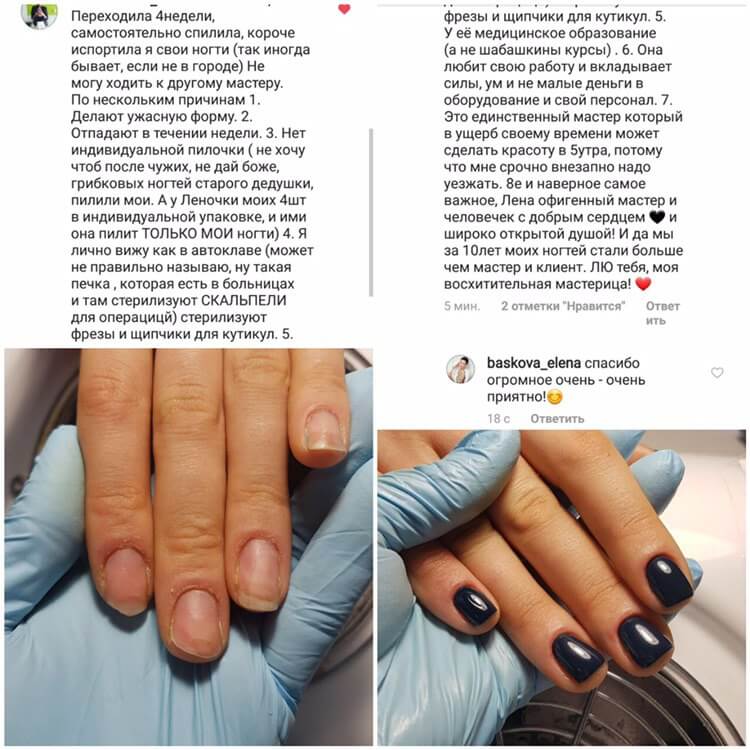 Переходила 4недели,
самостоятельно спилила, короче
испортила я свои ногти (так иногда
бывает, если не в городе) Не
могу ходить к другому мастеру.
По нескольким причинам 1.
Делают ужасную форму. 2.
Отпадают в течении недели. 3. Нет
индивидуальной пилочки ( не хочу
чтоб после чужих, не дай боже,
грибковых ногтей старого дедушки,
пилили мои. А у Леночки моих 4шт
в индивидуальной упаковке, и ими
она пилит ТОЛЬКО МОИ ногти) 4. Я
лично вижу как в автоклаве (может
не правильно называю, ну такая
печка , которая есть в больницах
и там стерилизуют СКАЛЬПЕЛИ
для операцицй) стерилизуют
фрезы и щипчики для кутикул. 5.
фрезы и щипчики для кутикул. 5.
У её медицинское образование
(а не шабашкины курсы) . 6. Она
любит свою работу и вкладывает
силы, ум и не малые деньги в
оборудование и свой персонал. 7.
Это единственный мастер который
в ущерб своему времени может
сделать красоту в 5утра, потому
что мне срочно внезапно надо
уезжать. 8е и наверное самое
важное, Лена офигенный мастер и
человечек с добрым сердцем 🖤 и
широко открытой душой! И да мы
за 10лет моих ногтей стали больше
чем мастер и клиент. ЛЮ тебя, моя
восхитительная мастерица! ❤️
5 мин. 2 отметки "Нравится" Ответ
ить
baskova_elena спасибо
огромное очень - очень
приятно!😊
18 с Ответить